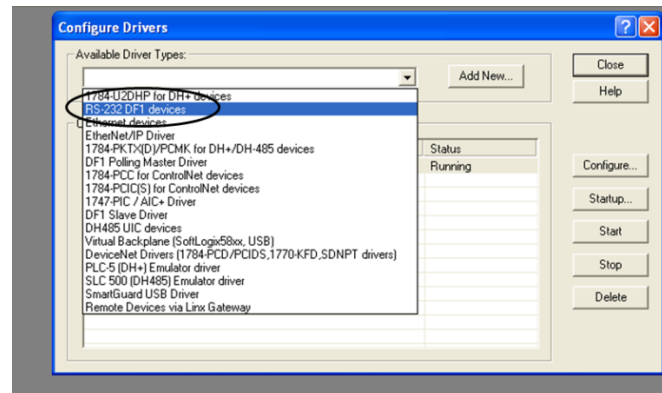 Configure Drivers
Available Driver Types:
Add New...
Close
Help
1784-U2DHP for DH+ devices
RS-232 DF1 devices
Ethernet devices
EtherNet/IP Driver
1784-PKTX(D)/PCMK for DH+/DH-485 devices
DF1 Polling Master Driver
1784-PCC for ControlNet devices
1784-PCIC(S) for ControlNet devices
1747-PIC / AIC+ Driver
DF1 Slave Driver
DH485 UIC devices
Virtual Backplane (SoftLogix58xx, USB)
DeviceNet Drivers (1784-PCD/PCIDS,1770-KFD,SDNPT drivers)
PLC-5 (DH+) Emulator driver
SLC 500 (DH485) Emulator driver
SmartGuard USB Driver
Remote Devices via Linx Gateway
Status
Running
Configure...
Startup...
Start
Stop
Delete